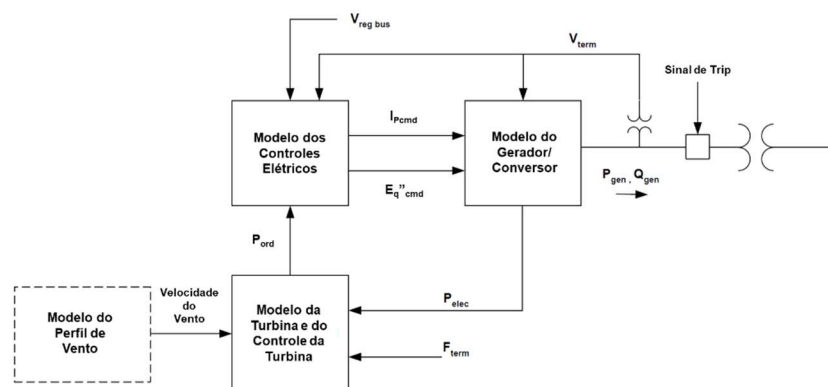 V reg bus
V term
Sinal de Trip
Modelo dos
Controles
Elétricos
I Pcmd
E q" cmd
Modelo do
Gerador/
Conversor
P gen , Q gen
P ord
Modelo do
Perfil de
Vento
Velocidade
do
Vento
Modelo da
Turbina e do
Controle da
Turbina
P elec
F term